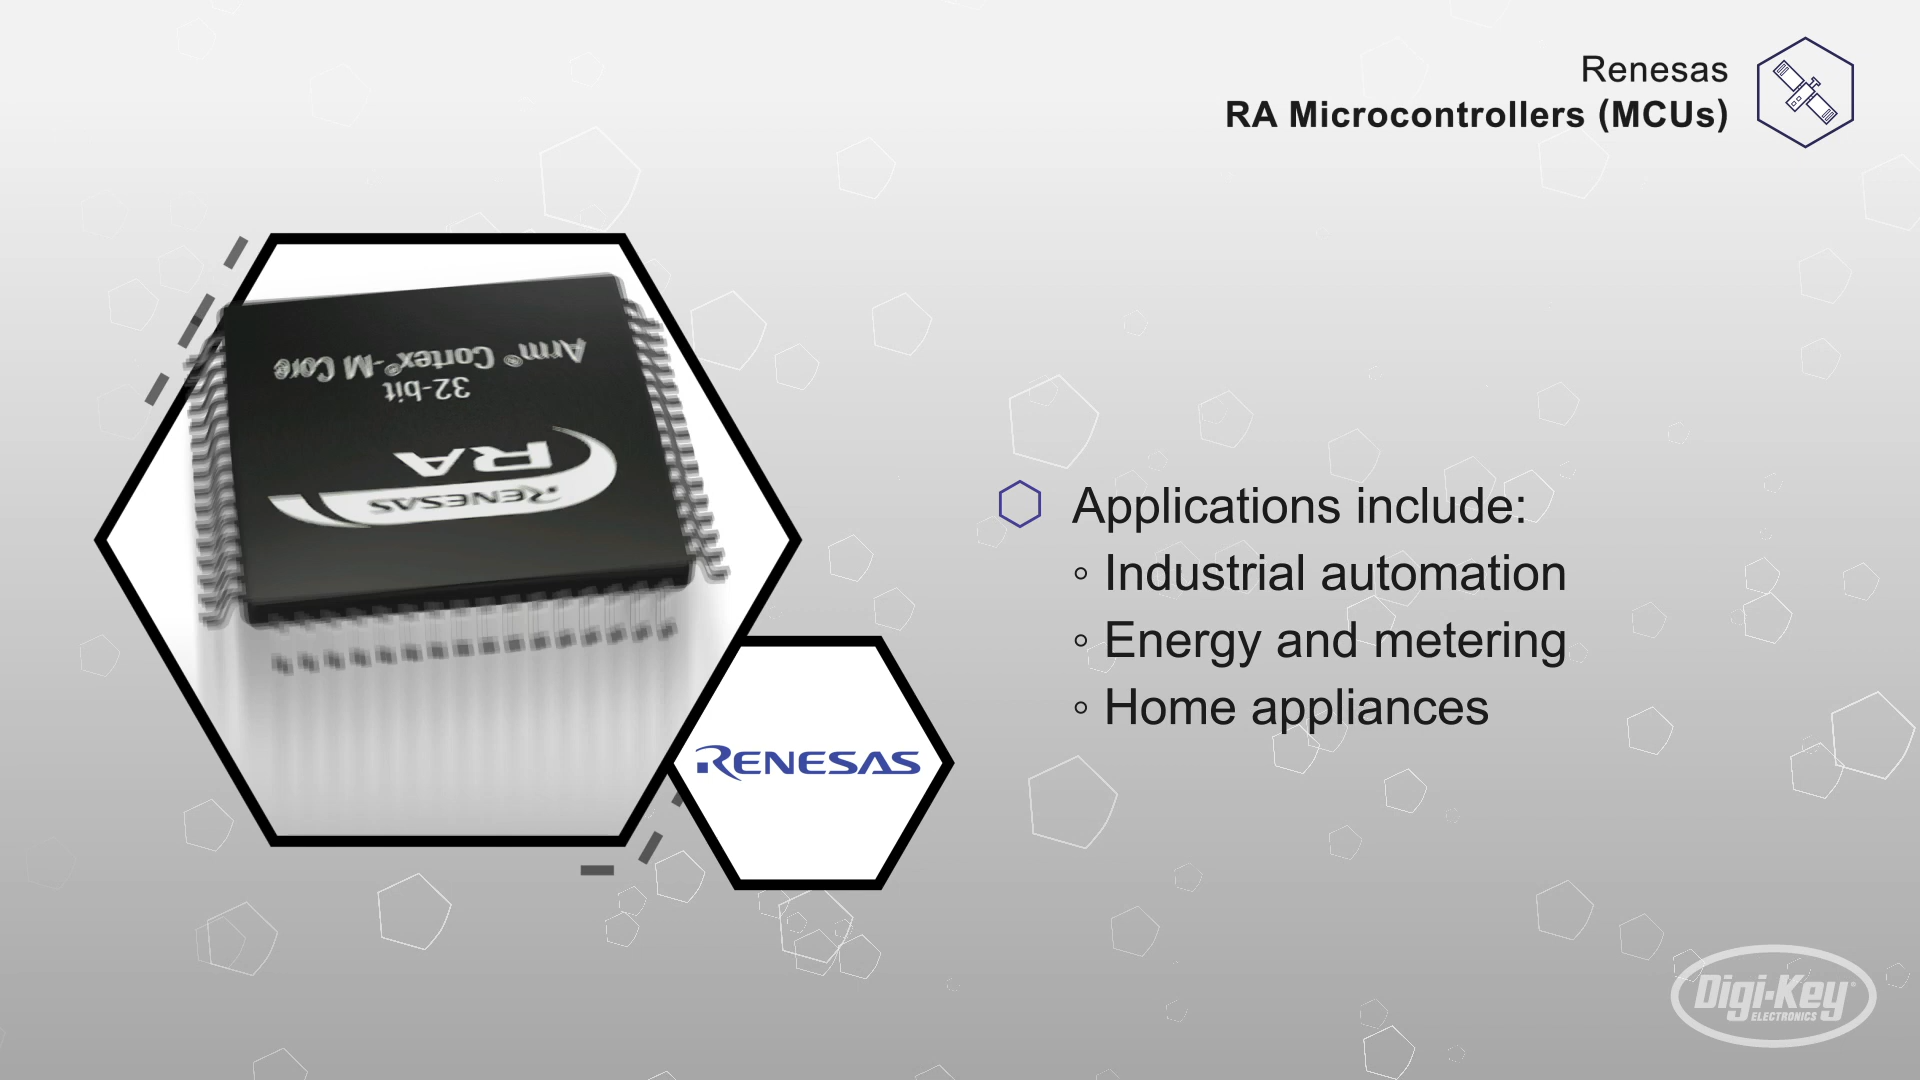 Renesas
RA Microcontrollers (MCUs)
Arm® Cortex®-M Core
32-bit
RA
RENESAS
Applications include:
◦ Industrial automation
◦ Energy and metering
◦ Home appliances
RENESAS
Digi-Key®
ELECTRONICS